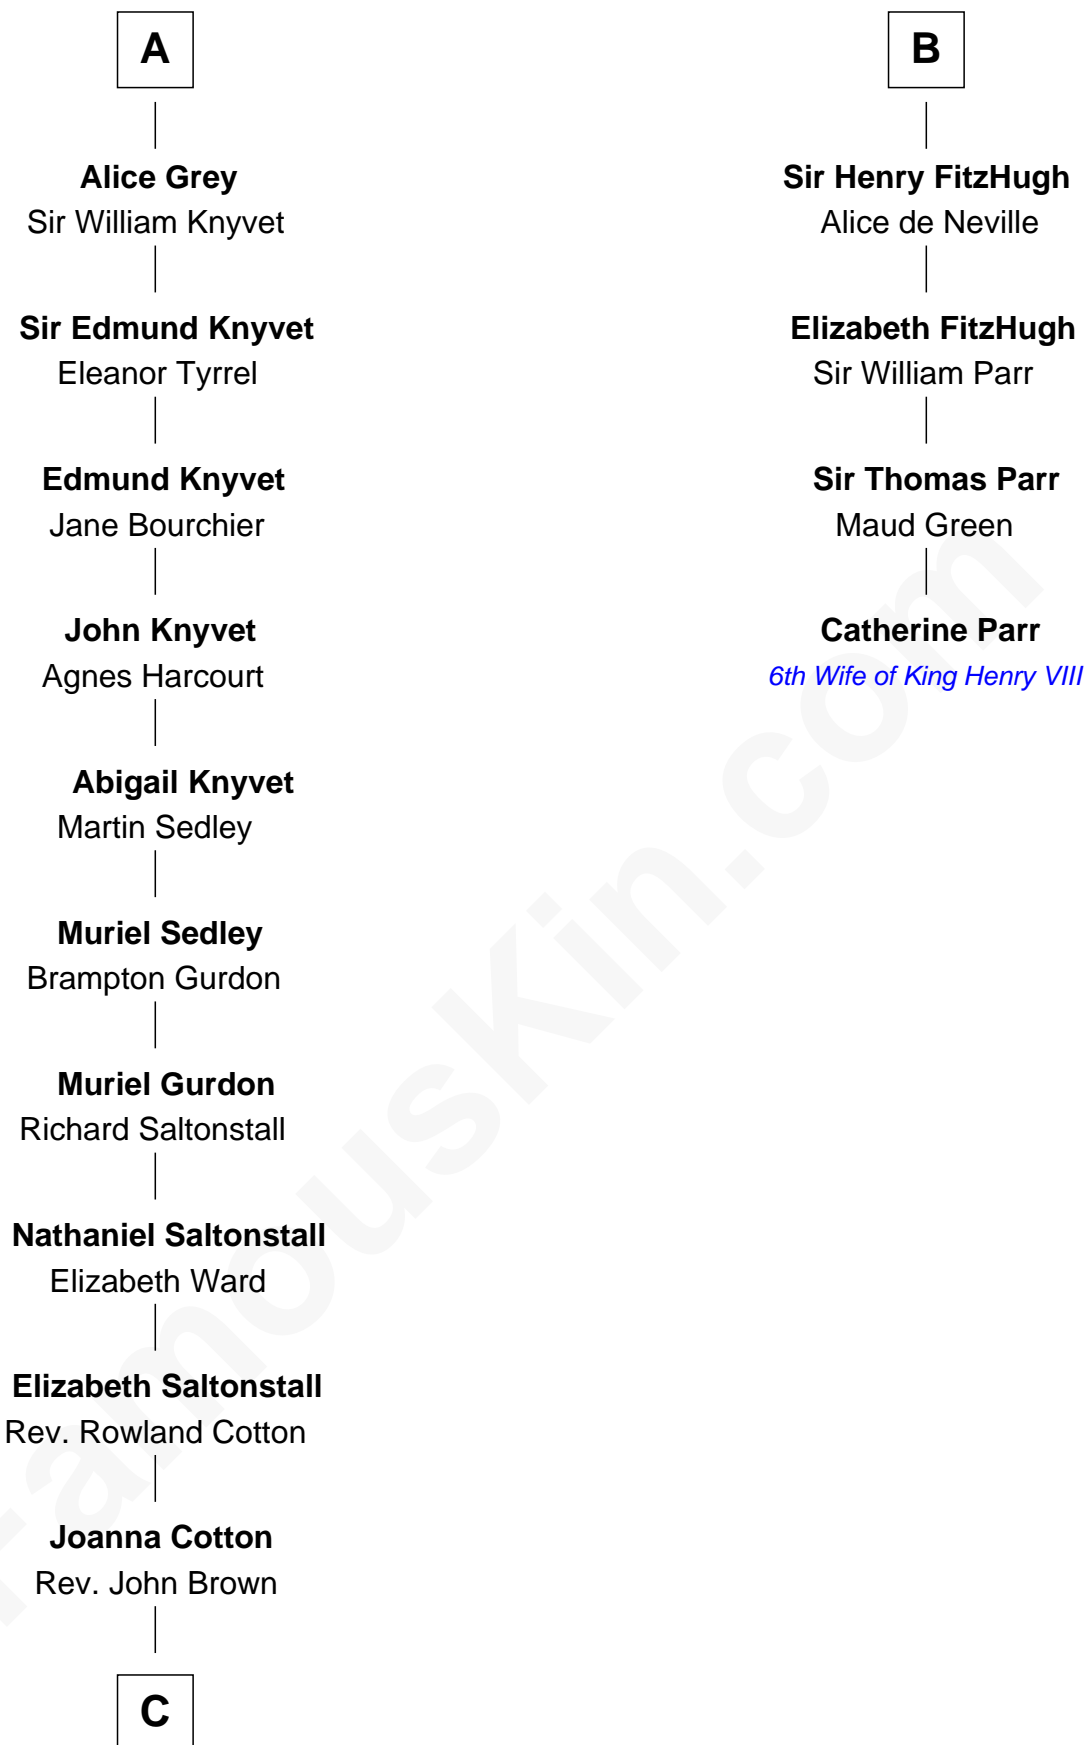 A
Alice Grey
Sir William Knyvet
Sir Edmund Knyvet
Eleanor Tyrrel
Edmund Knyvet
Jane Bourchier
John Knyvet
Agnes Harcourt
Abigail Knyvet
Martin Sedley
Muriel Sedley
Brampton Gurdon
Muriel Gurdon
Richard Saltonstall
Nathaniel Saltonstall
Elizabeth Ward
Elizabeth Saltonstall
Rev. Rowland Cotton
Joanna Cotton
Rev. John Brown
C
B
Sir Henry FitzHugh
Alice de Neville
Elizabeth FitzHugh
Sir William Parr
Sir Thomas Parr
Maud Green
Catherine Parr
6th Wife of King Henry VIII
FamousKin.com